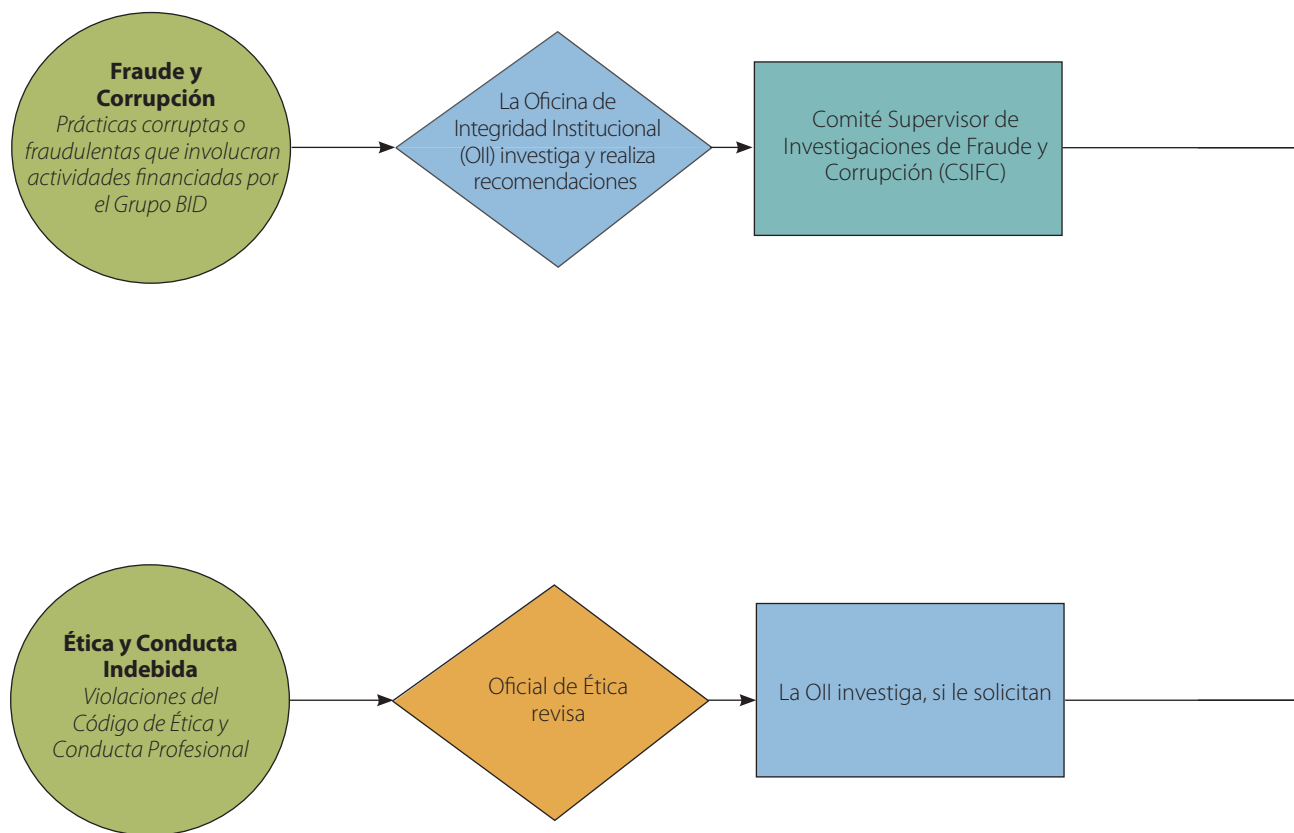 Fraude y
Corrupción
Prácticas corruptas o
fraudulentas que involucran
actividades financiadas por
el Grupo BID
La Oficina de
Integridad Institucional
(OII) investiga y realiza
recomendaciones
Comité Supervisor de
Investigaciones de Fraude y
Corrupción (CSIFC)
Ética y Conducta
Indebida
Violaciones del
Código de Ética y
Conducta Profesional
Oficial de Ética
revisa
La OII investiga, si le solicitan